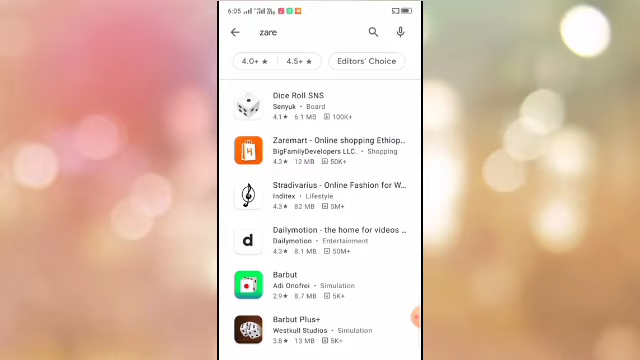 6:05
zare
4.0+ ★ 4.5+ ★ Editors' Choice
Dice Roll SNS
Senyuk • Board
4.1★ 6.1 MB 100K+
Zaremart - Online shopping Ethiop...
BigFamilyDevelopers LLC. • Shopping
4.3★ 12 MB 50K+
Stradivarius - Online Fashion for W...
Inditex • Lifestyle
4.3★ 82 MB 5M+
d
Dailymotion - the home for videos ...
Dailymotion • Entertainment
4.3★ 8.1 MB 50M+
Barbut
Adi Onofrei • Simulation
2.9★ 8.7 MB 5K+
Barbut Plus+
Westkull Studios • Simulation
3.8★ 13 MB 5K+